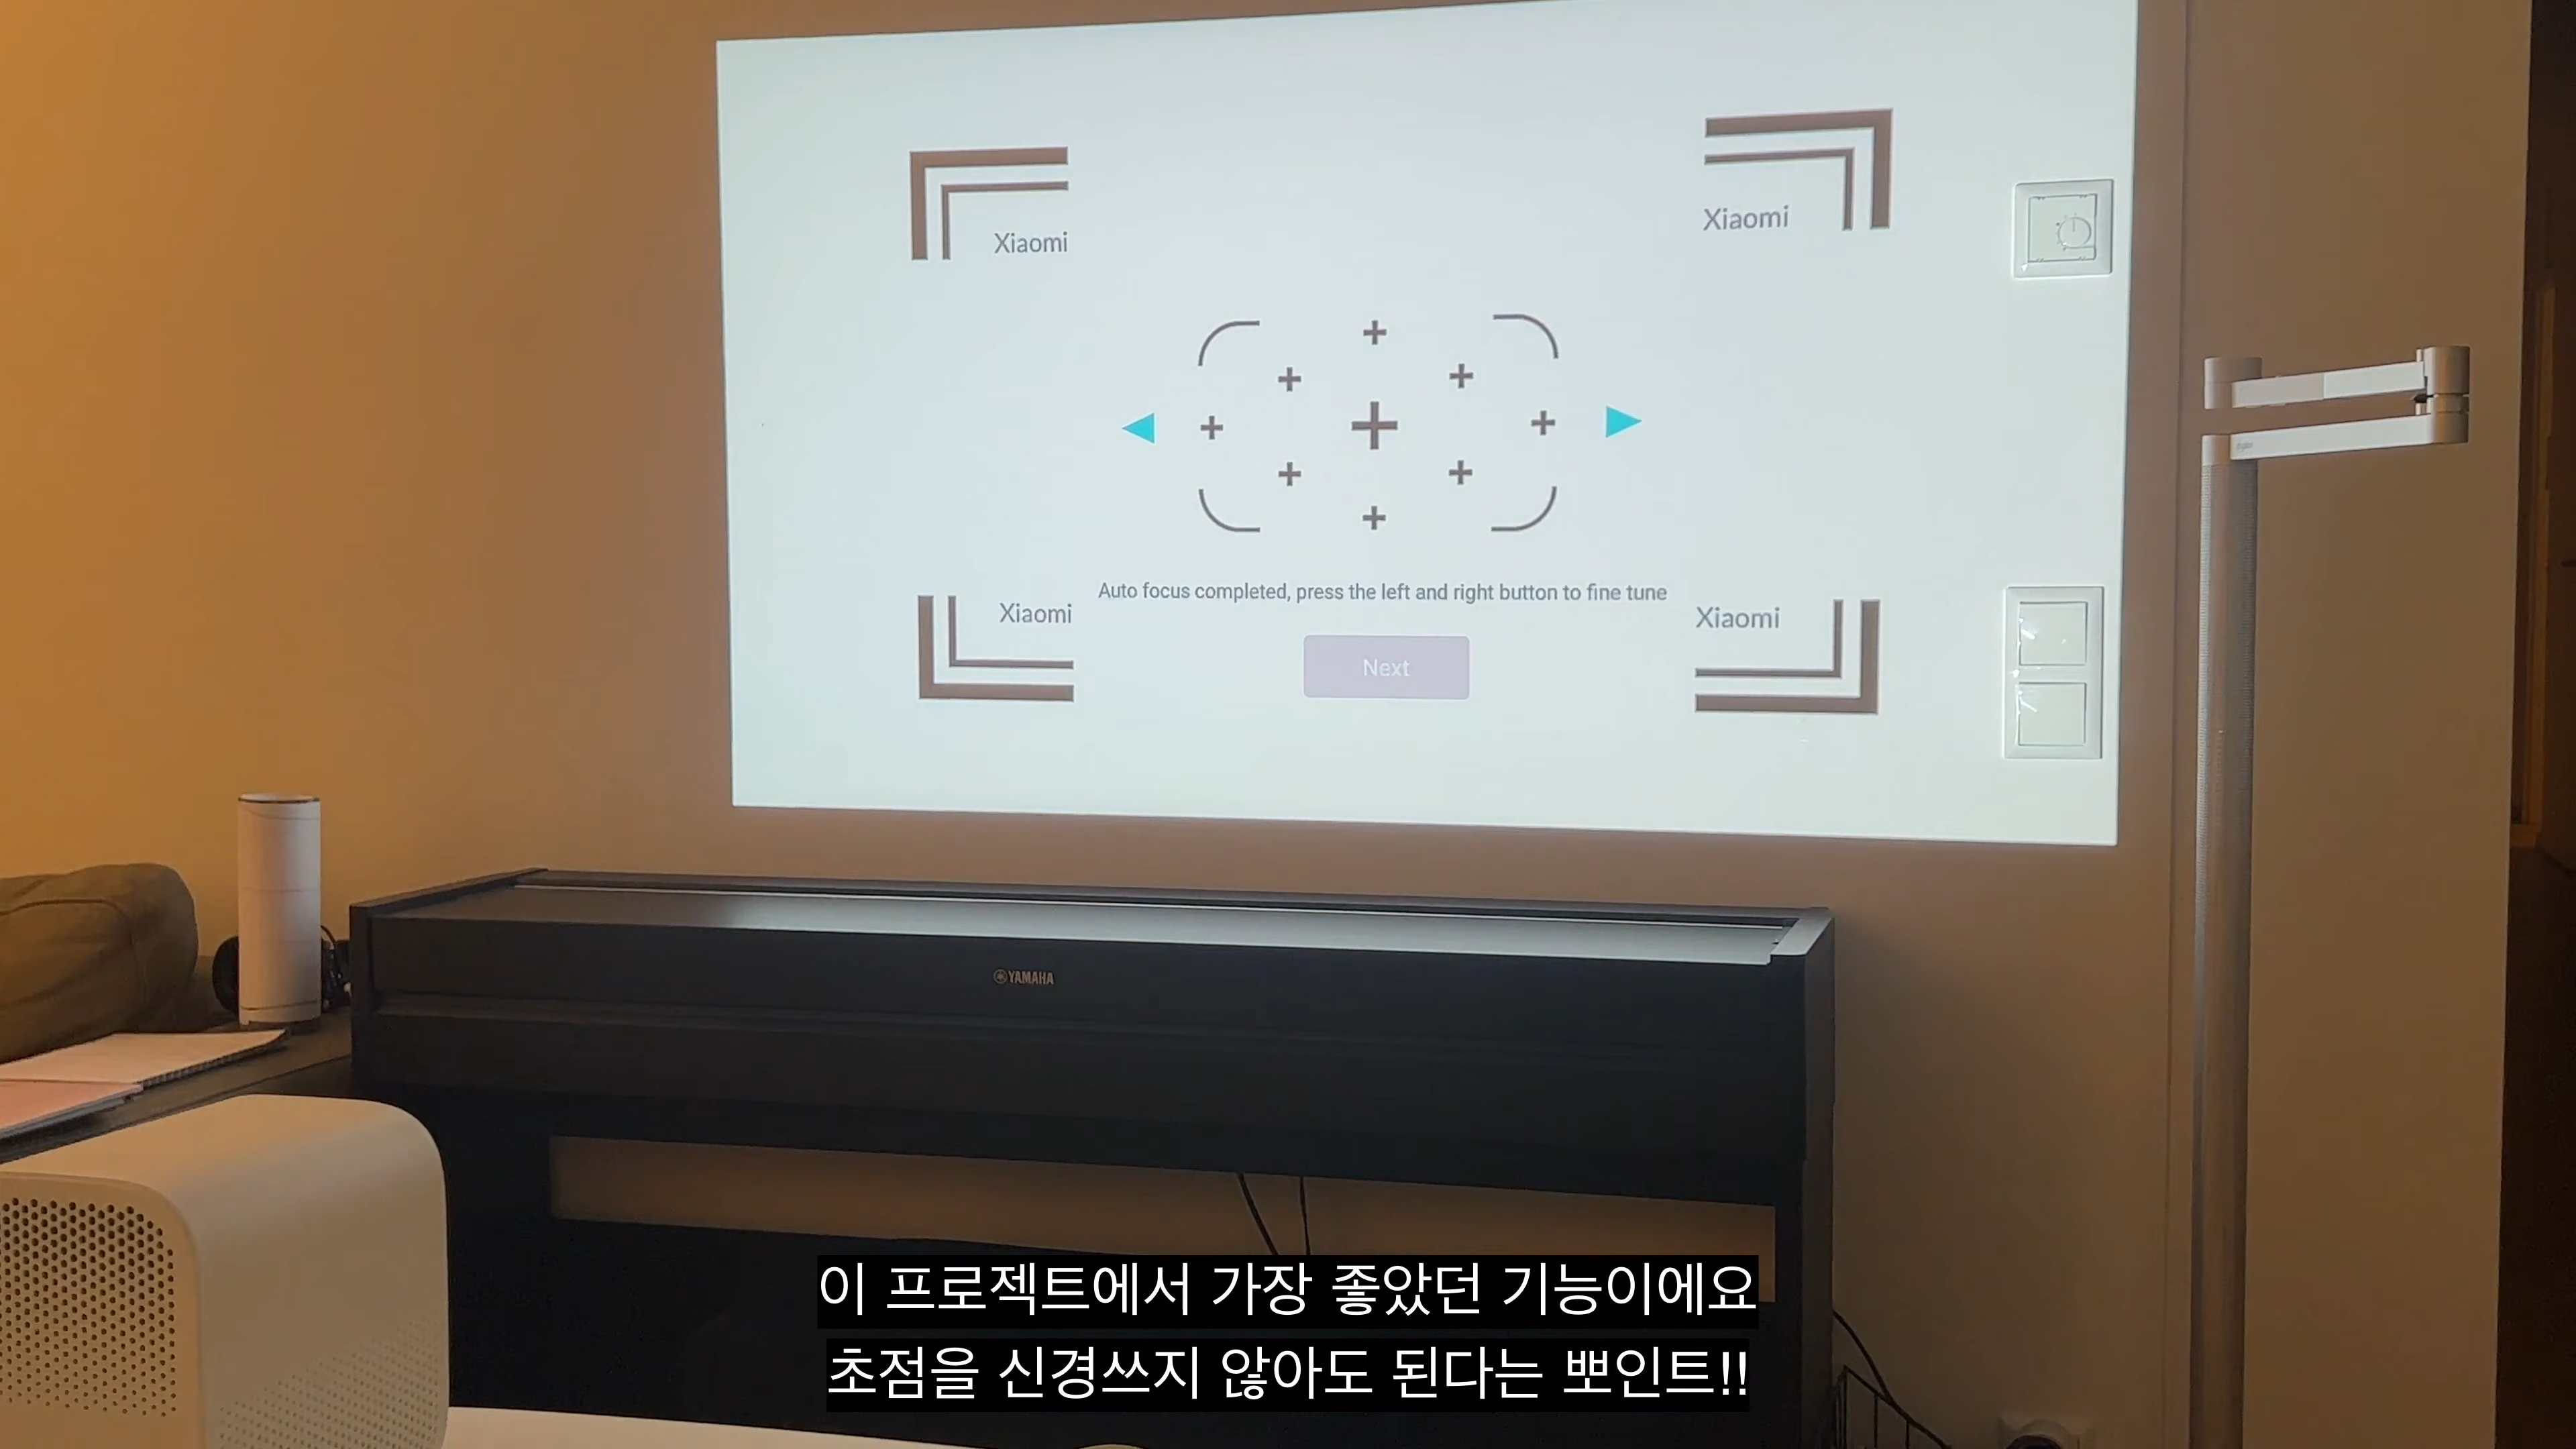 Xiaomi
Xiaomi
Auto focus completed, press the left and right button to fine tune
Xiaomi
Xiaomi
Next
YAMAHA
이 프로젝트에서 가장 좋았던 기능이에요
초점을 신경쓰지 않아도 된다는 뽀인트!!